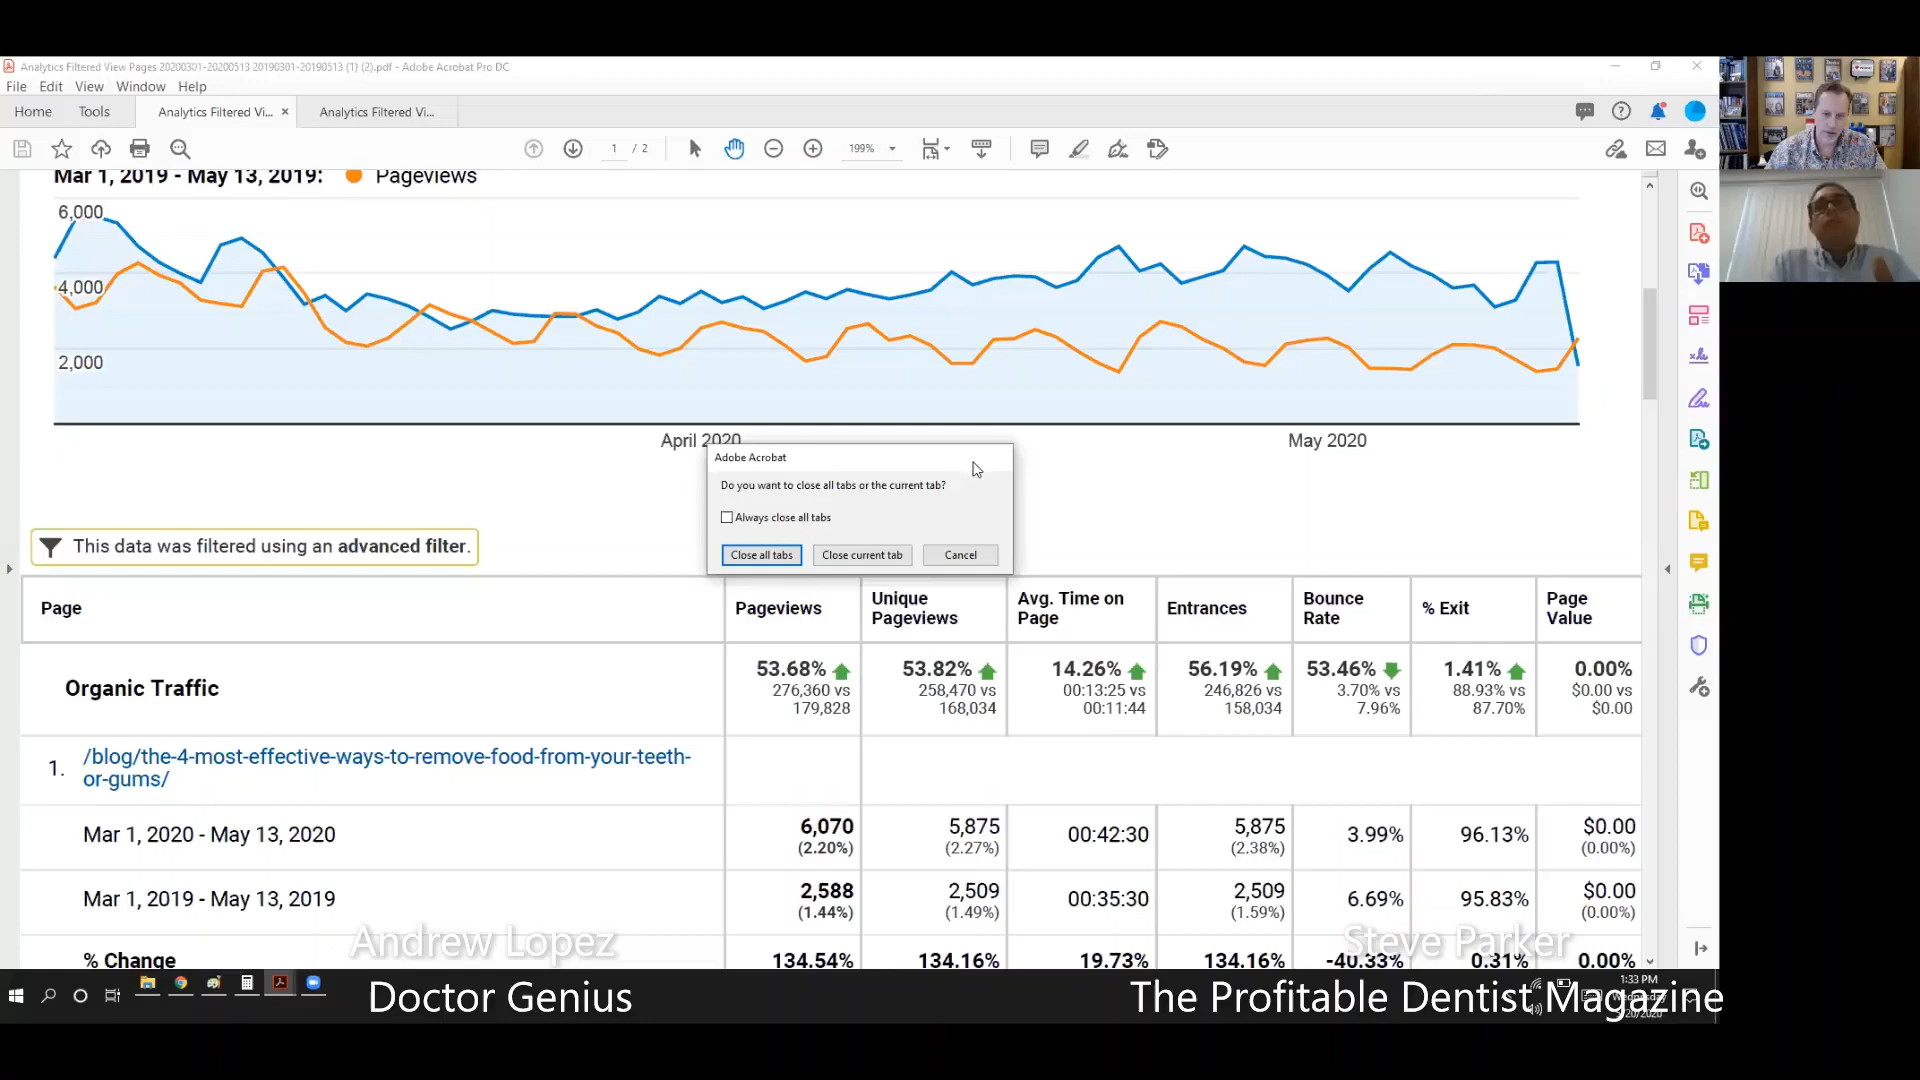 Analytics Filtered View Pages 20200301-20200513 20190301-20190513 (1) (2).pdf - Adobe Acrobat Pro DC
File Edit View Window Help
Home Tools Analytics Filtered Vi... × Analytics Filtered Vi...
1 / 2 199%
Mar 1, 2019 - May 13, 2019: Pageviews
6,000
4,000
2,000
April 2020 May 2020
Adobe Acrobat
Do you want to close all tabs or the current tab?
Always close all tabs
Close all tabs Close current tab Cancel
This data was filtered using an advanced filter.
Page Pageviews Unique Pageviews Avg. Time on Page Entrances Bounce Rate % Exit Page Value
Organic Traffic
53.68% 53.82% 14.26% 56.19% 53.46% 1.41% 0.00%
276,360 vs 258,470 vs 00:13:25 vs 246,826 vs 3.70% vs 88.93% vs $0.00 vs
179,828 168,034 00:11:44 158,034 7.96% 87.70% $0.00
1. /blog/the-4-most-effective-ways-to-remove-food-from-your-teeth-
or-gums/
Mar 1, 2020 - May 13, 2020 6,070 5,875 00:42:30 5,875 3.99% 96.13% $0.00
(2.20%) (2.27%) (2.38%) (0.00%)
Mar 1, 2019 - May 13, 2019 2,588 2,509 00:35:30 2,509 6.69% 95.83% $0.00
(1.44%) (1.49%) (1.59%) (0.00%)
% Change 134.54% 134.16% 19.73% 134.16% -40.33% 0.31% 0.00%
Andrew Lopez Steve Parker
1:33 PM
Doctor Genius The Profitable Dentist Magazine